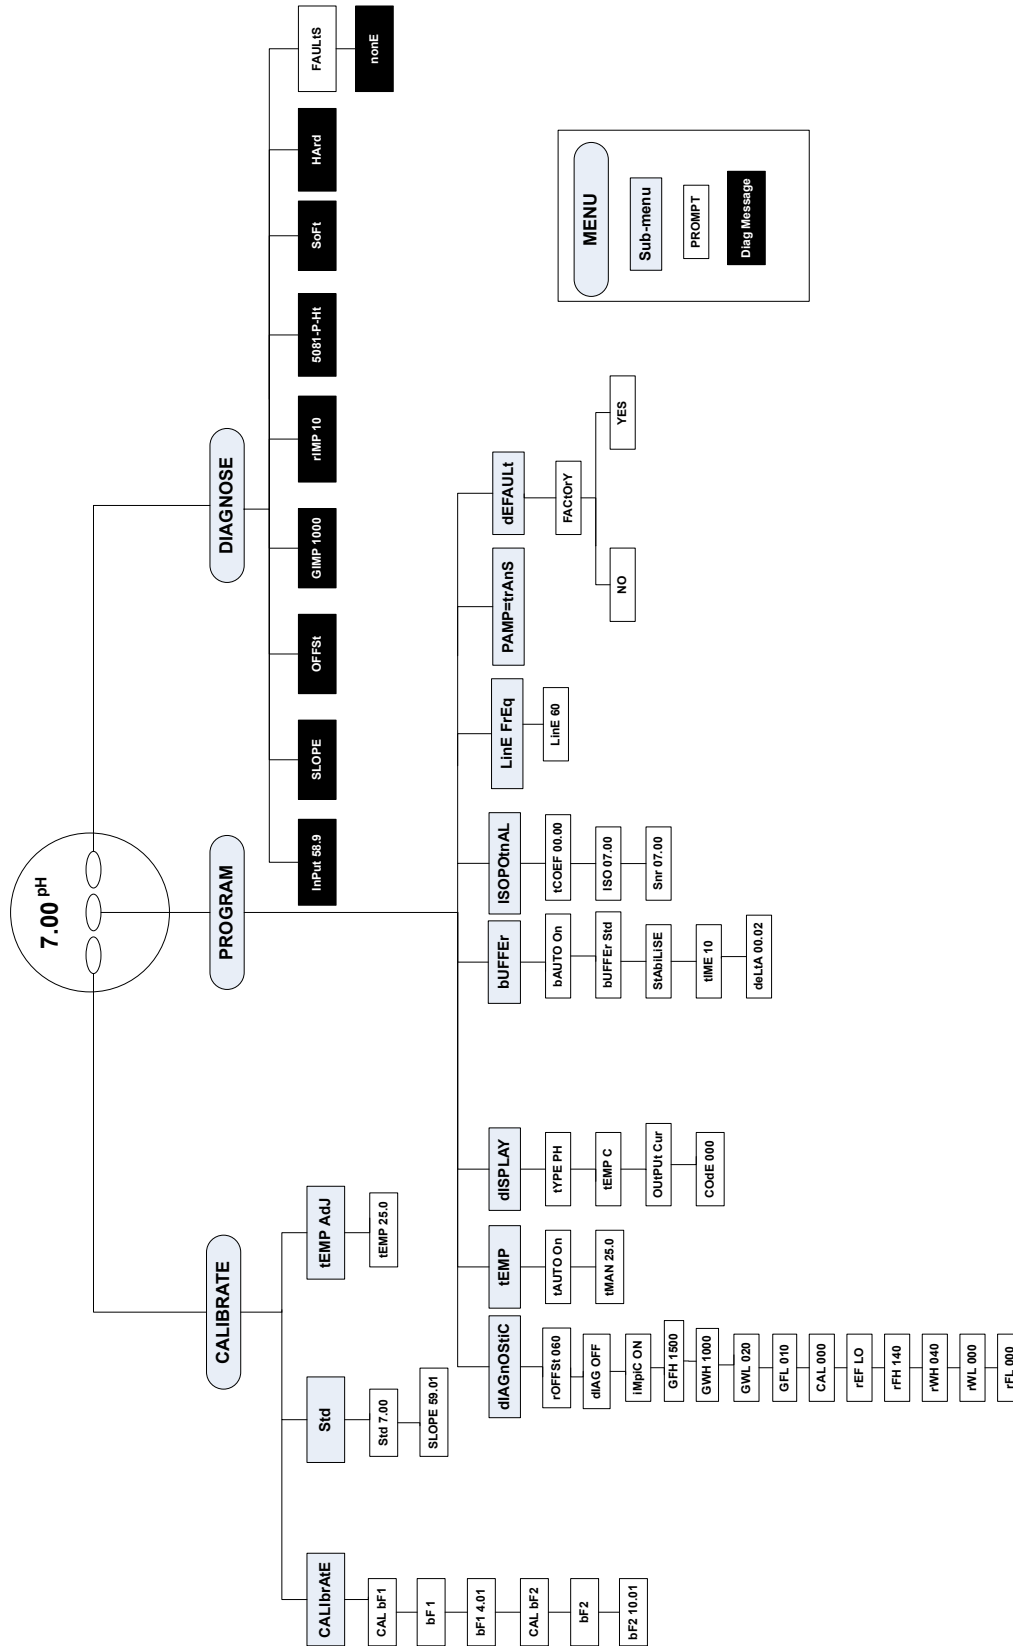 7.00 pH
CALIBRATE
PROGRAM
DIAGNOSE
CALIbrAtE
CAL bF1
bF 1
bF1 4.01
CAL bF2
bF2
bF2 10.01
Std
Std 7.00
SLOPE 59.01
tEMP AdJ
tEMP 25.0
dIAGnOStiC
rOFFSt 060
dIAG OFF
iMpiC ON
GFH 1500
GWH 1000
GWL 020
GFL 010
CAL 000
rEF LO
rFH 140
rWH 040
rWL 000
rFL 000
tEMP
tAUTO On
tMAN 25.0
dISPLAY
tYPE PH
tEMP C
OUtPUt Cur
COdE 000
bUFFEr
bAUTO On
bUFFEr Std
StAbiLiSE
tIME 10
deLtA 00.02
ISOPOtnAL
tCOEF 00.00
ISO 07.00
Snr 07.00
LinE FrEq
LinE 60
PAMP=trAnS
dEFAULt
FACtOrY
NO
YES
InPut 58.9
SLOPE
OFFSt
GIMP 1000
rIMP 10
5081-P-Ht
SoFt
HArd
FAULtS
nonE
MENU
Sub-menu
PROMPT
Diag Message